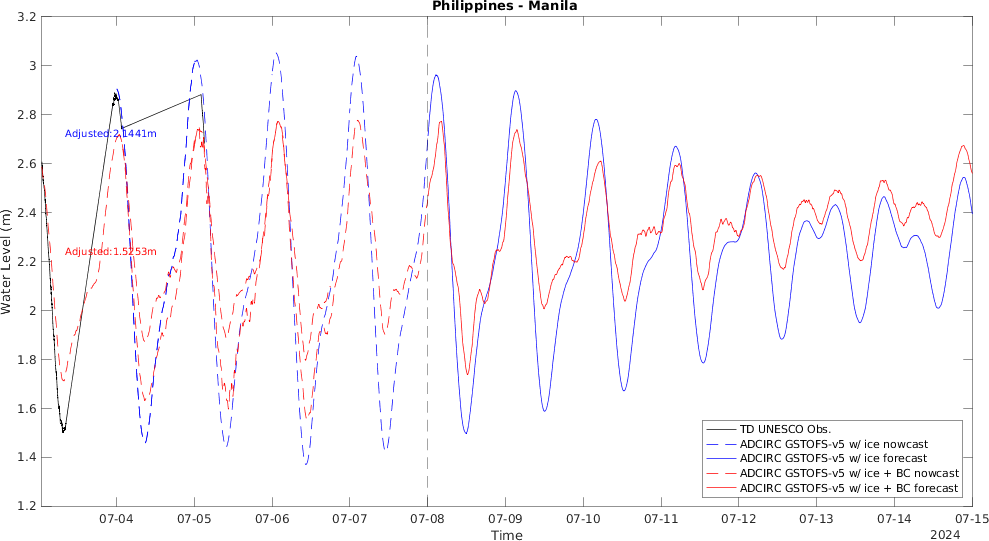 Philippines - Manila
3.2
3
2.8
2.6
2.4
2.2
2
1.8
1.6
1.4
1.2
Water Level (m)
Adjusted:2.1441m
Adjusted:1.5253m
TD UNESCO Obs.
ADCIRC GSTOFS-v5 w/ ice nowcast
ADCIRC GSTOFS-v5 w/ ice forecast
ADCIRC GSTOFS-v5 w/ ice + BC nowcast
ADCIRC GSTOFS-v5 w/ ice + BC forecast
07-04 07-05 07-06 07-07 07-08 07-09 07-10 07-11 07-12 07-13 07-14 07-15
Time 2024